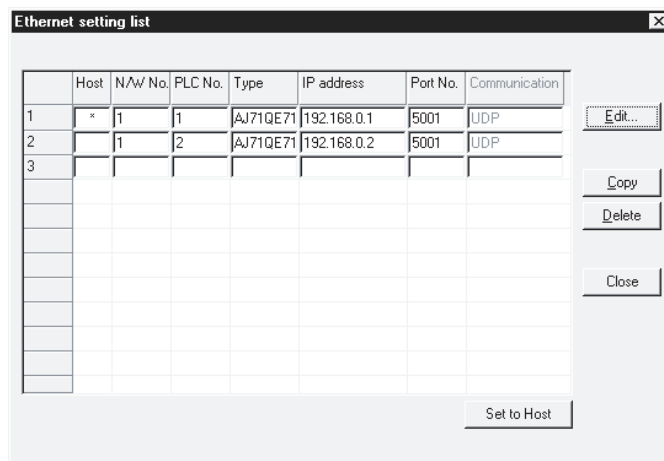 Ethernet setting list
Host N/W No. PLC No. Type IP address Port No. Communication
1 * 1 1 AJ71QE71 192.168.0.1 5001 UDP
Edit...
2 1 2 AJ71QE71 192.168.0.2 5001 UDP
3
Copy
Delete
Close
Set to Host